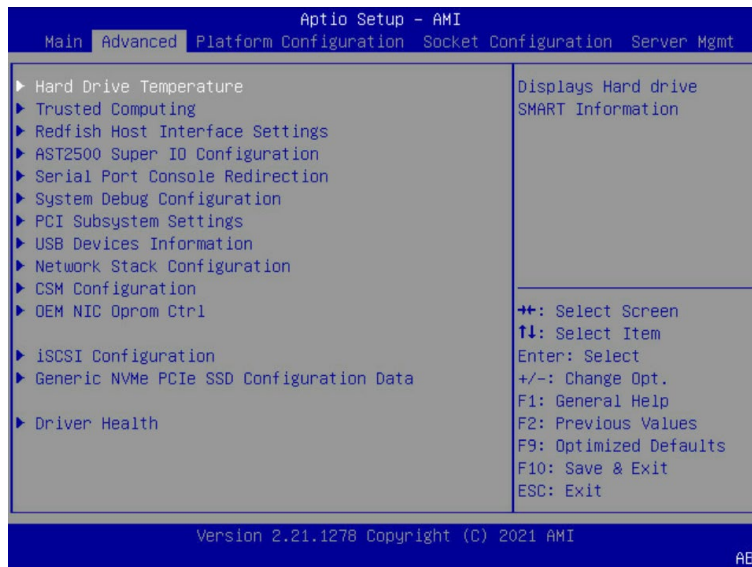 Aptio Setup – AMI
Main Advanced Platform Configuration Socket Configuration Server Mgmt
Hard Drive Temperature
Trusted Computing
Redfish Host Interface Settings
AST2500 Super IO Configuration
Serial Port Console Redirection
System Debug Configuration
PCI Subsystem Settings
USB Devices Information
Network Stack Configuration
CSM Configuration
OEM NIC Oprom Ctrl
iSCSI Configuration
Generic NVMe PCIe SSD Configuration Data
Driver Health
Displays Hard drive
SMART Information
→←: Select Screen
↑↓: Select Item
Enter: Select
+/-: Change Opt.
F1: General Help
F2: Previous Values
F9: Optimized Defaults
F10: Save & Exit
ESC: Exit
Version 2.21.1278 Copyright (C) 2021 AMI
AB